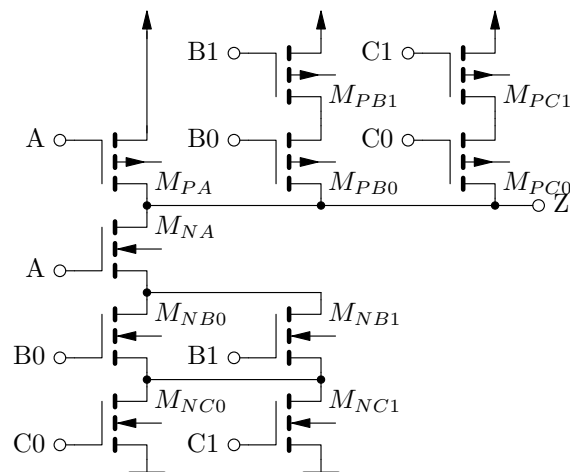 B1 C1
M_{PB1} M_{PC1}
A B0 C0
M_{PA} M_{PB0} M_{PC0}
Z
M_{NA}
A
M_{NB0} M_{NB1}
B0 B1
M_{NC0} M_{NC1}
C0 C1